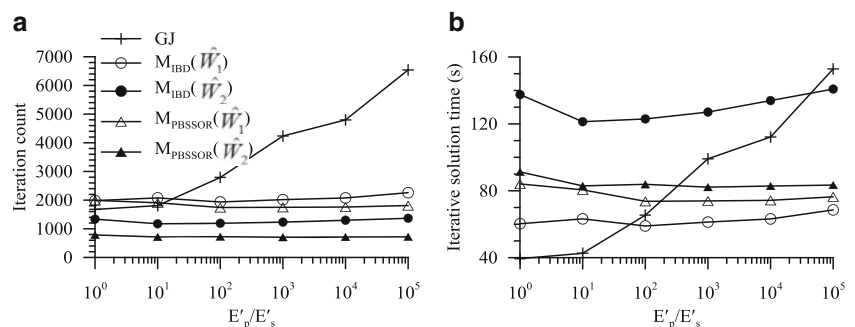 a
GJ
M_IBD(Ŵ_1)
M_IBD(Ŵ_2)
M_PBSSOR(Ŵ_1)
M_PBSSOR(Ŵ_2)
Iteration count
7000
6000
5000
4000
3000
2000
1000
0
10^0 10^1 10^2 10^3 10^4 10^5
E'_p/E'_s
b
Iterative solution time (s)
160
120
80
40
10^0 10^1 10^2 10^3 10^4 10^5
E'_p/E'_s